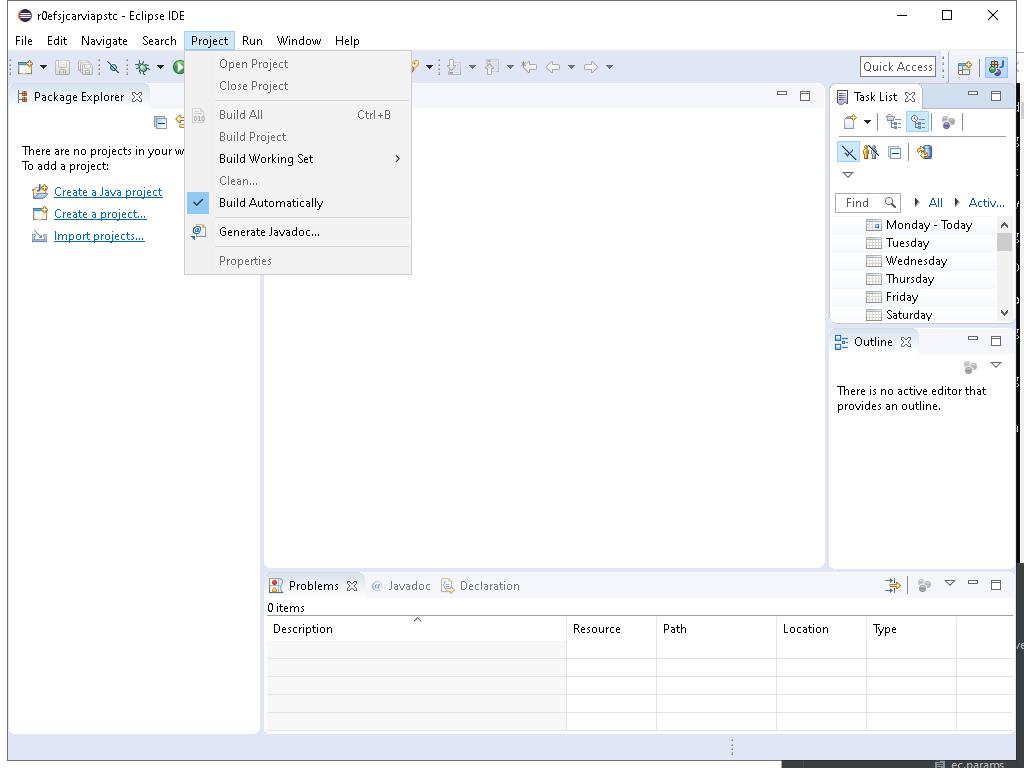 r0efsjcarviapstc - Eclipse IDE
File Edit Navigate Search Project Run Window Help
Quick Access
Open Project
Close Project
Build All Ctrl+B
Build Project
Build Working Set
Clean...
Build Automatically
Generate Javadoc...
Properties
Package Explorer
There are no projects in your w
To add a project:
Create a Java project
Create a project...
Import projects...
Task List
Find All Activ...
Monday - Today
Tuesday
Wednesday
Thursday
Friday
Saturday
Outline
There is no active editor that
provides an outline.
Problems @ Javadoc Declaration
0 items
Description Resource Path Location Type
ec.params